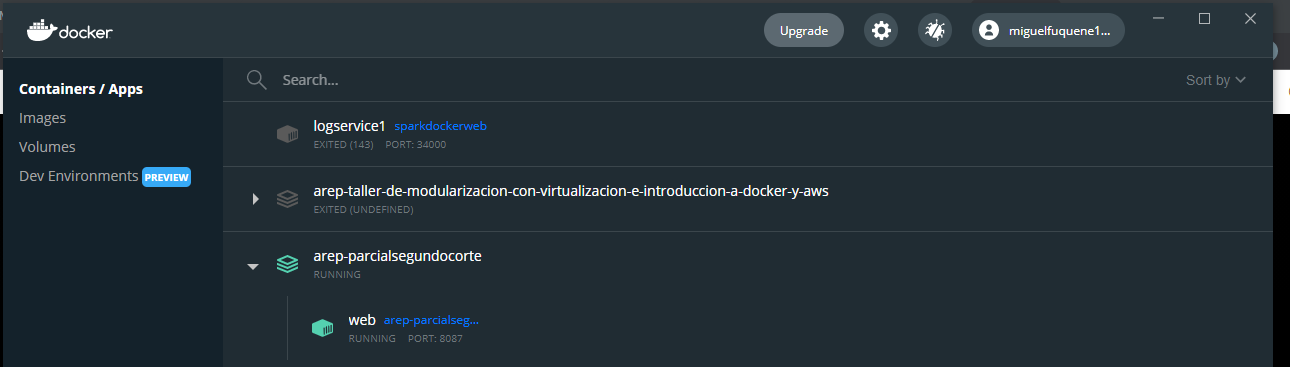 docker
Upgrade
miguelfuquene1...
Containers / Apps
Images
Volumes
Dev Environments PREVIEW
Search...
Sort by
logservice1 sparkdockerweb
EXITED (143) PORT: 34000
arep-taller-de-modularizacion-con-virtualizacion-e-introduccion-a-docker-y-aws
EXITED (UNDEFINED)
arep-parcialsegundocorte
RUNNING
web arep-parcialseg...
RUNNING PORT: 8087